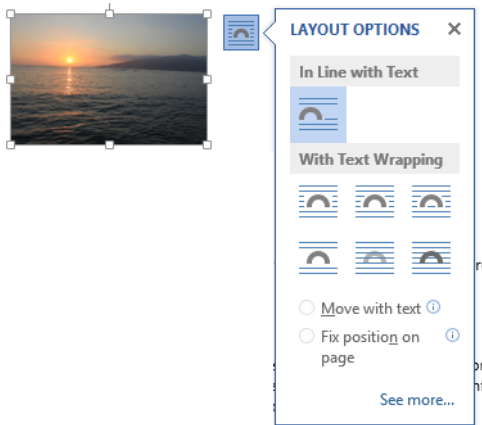 LAYOUT OPTIONS
In Line with Text
With Text Wrapping
Move with text
Fix position on
page
See more...